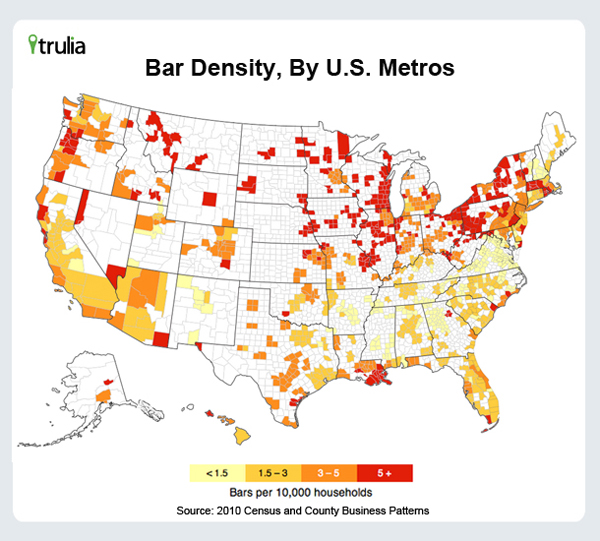 trulia
Bar Density, By U.S. Metros
< 1.5 1.5 – 3 3 – 5 5 +
Bars per 10,000 households
Source: 2010 Census and County Business Patterns